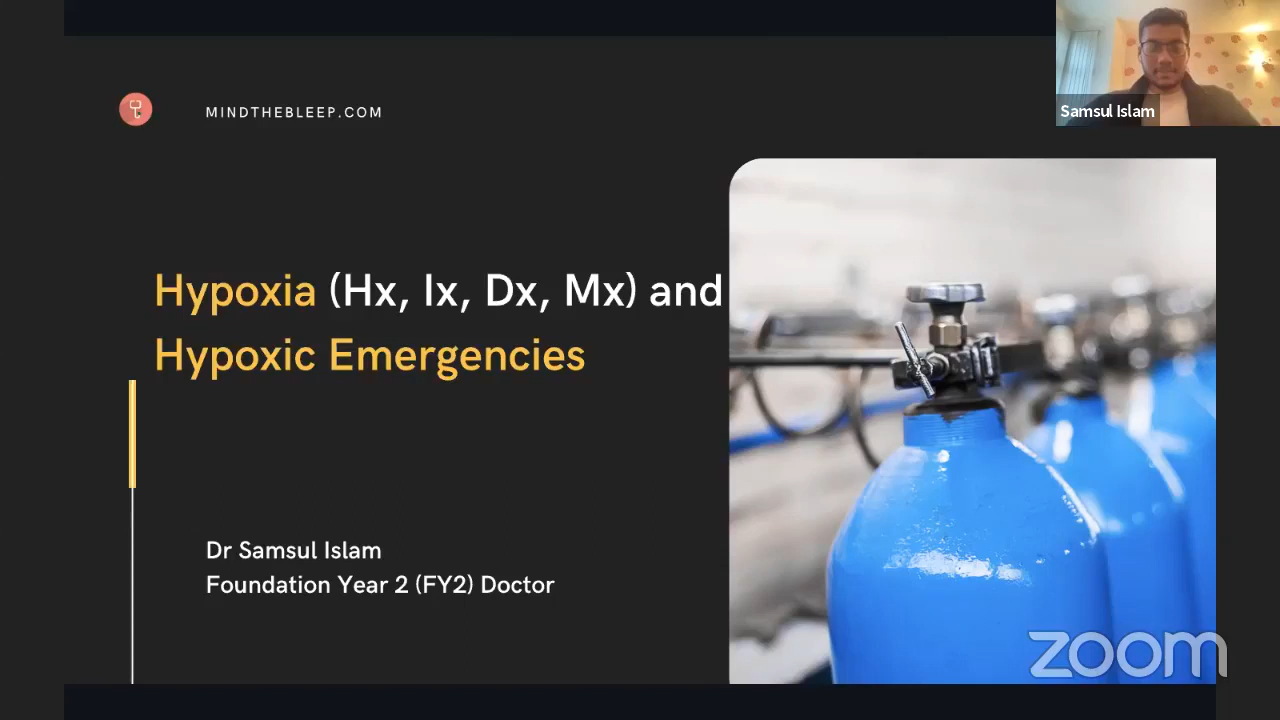 MINDTHEBLEEP.COM
Samsul Islam
Hypoxia (Hx, Ix, Dx, Mx) and
Hypoxic Emergencies
Dr Samsul Islam
Foundation Year 2 (FY2) Doctor
zoom